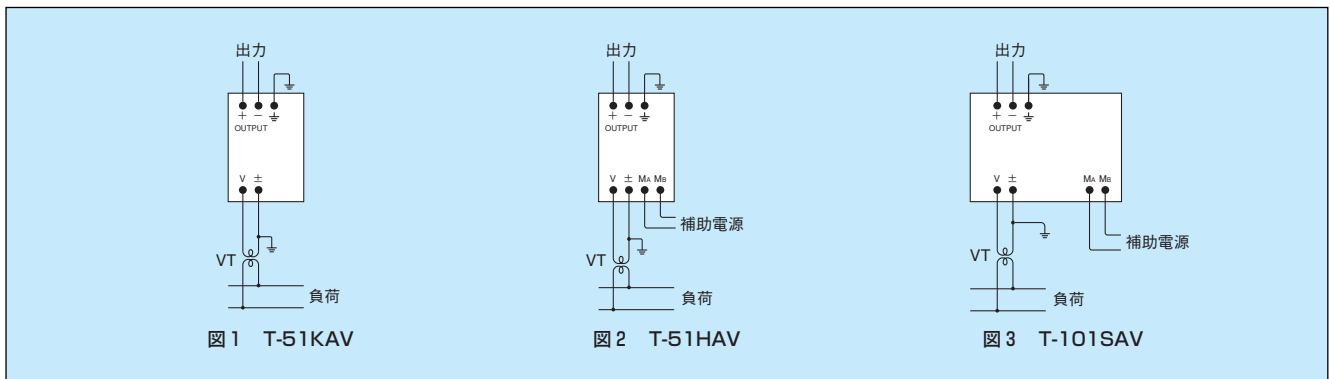 出力
+ − ⏚
OUTPUT
V ±
VT
負荷
図1 T-51KAV
出力
+ − ⏚
OUTPUT
V ± MA MB
補助電源
VT
負荷
図2 T-51HAV
出力
+ − ⏚
OUTPUT
V ± MA MB
補助電源
VT
負荷
図3 T-101SAV